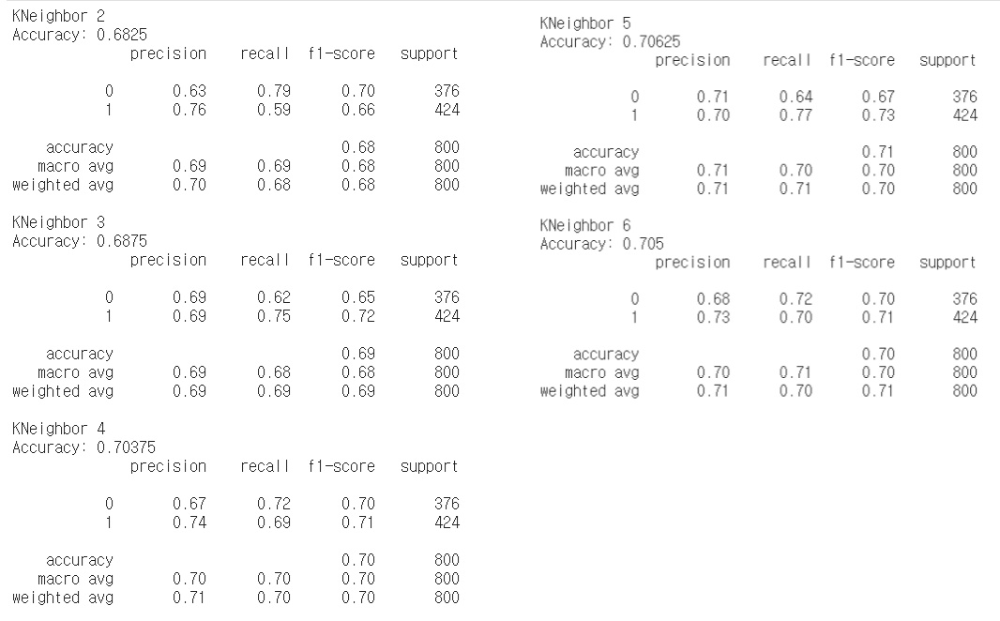 KNeighbor 2
Accuracy: 0.6825
precision recall f1-score support
0 0.63 0.79 0.70 376
1 0.76 0.59 0.66 424
accuracy 0.68 800
macro avg 0.69 0.69 0.68 800
weighted avg 0.70 0.68 0.68 800
KNeighbor 3
Accuracy: 0.6875
precision recall f1-score support
0 0.69 0.62 0.65 376
1 0.69 0.75 0.72 424
accuracy 0.69 800
macro avg 0.69 0.68 0.68 800
weighted avg 0.69 0.69 0.69 800
KNeighbor 4
Accuracy: 0.70375
precision recall f1-score support
0 0.67 0.72 0.70 376
1 0.74 0.69 0.71 424
accuracy 0.70 800
macro avg 0.70 0.70 0.70 800
weighted avg 0.71 0.70 0.70 800
KNeighbor 5
Accuracy: 0.70625
precision recall f1-score support
0 0.71 0.64 0.67 376
1 0.70 0.77 0.73 424
accuracy 0.71 800
macro avg 0.71 0.70 0.70 800
weighted avg 0.71 0.71 0.70 800
KNeighbor 6
Accuracy: 0.705
precision recall f1-score support
0 0.68 0.72 0.70 376
1 0.73 0.70 0.71 424
accuracy 0.70 800
macro avg 0.70 0.71 0.70 800
weighted avg 0.71 0.70 0.71 800